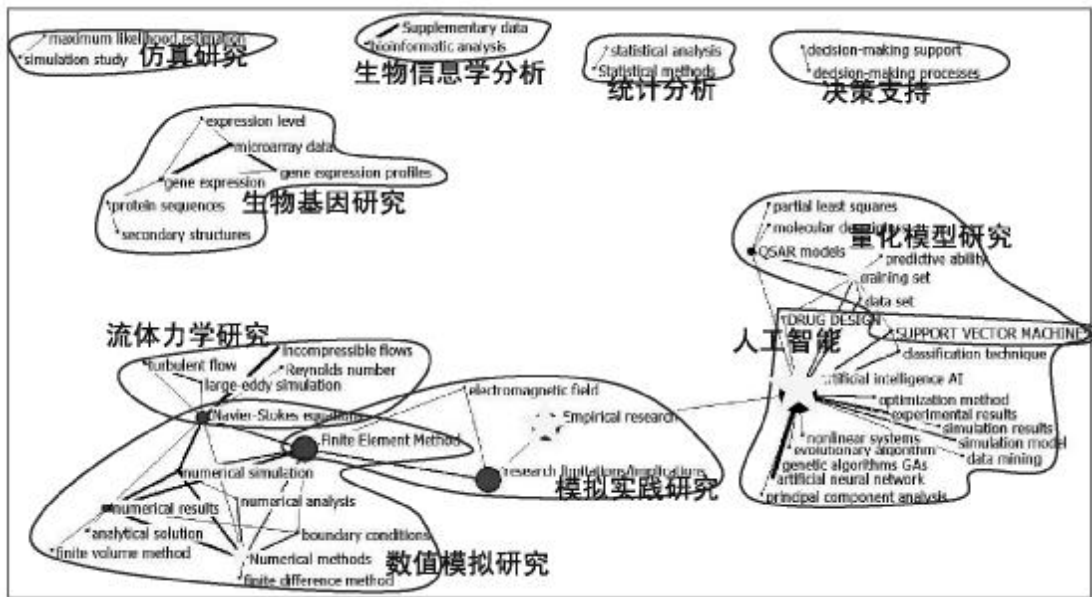 maximum likelihood estimation
simulation study
仿真研究
Supplementary data
bioinformatic analysis
生物信息学分析
statistical analysis
Statistical methods
统计分析
decision-making support
decision-making processes
决策支持
expression level
microarray data
gene expression profiles
gene expression
生物基因研究
protein sequences
secondary structures
partial least squares
molecular descriptors
量化模型研究
QSAR models
predictive ability
training set
data set
DRUG DESIGN
SUPPORT VECTOR MACHINES
人工智能
classification technique
artificial intelligence AI
optimization method
experimental results
simulation results
simulation model
nonlinear systems
evolutionary algorithm
data mining
genetic algorithms GAs
artificial neural network
principal component analysis
流体力学研究
Incompressible flows
turbulent flow
Reynolds number
large-eddy simulation
Navier-Stokes equations
electromagnetic field
Empirical research
Finite Element Method
research limitations/implications
模拟实践研究
numerical simulation
numerical analysis
numerical results
analytical solution
boundary conditions
finite volume method
Numerical methods
数值模拟研究
finite difference method